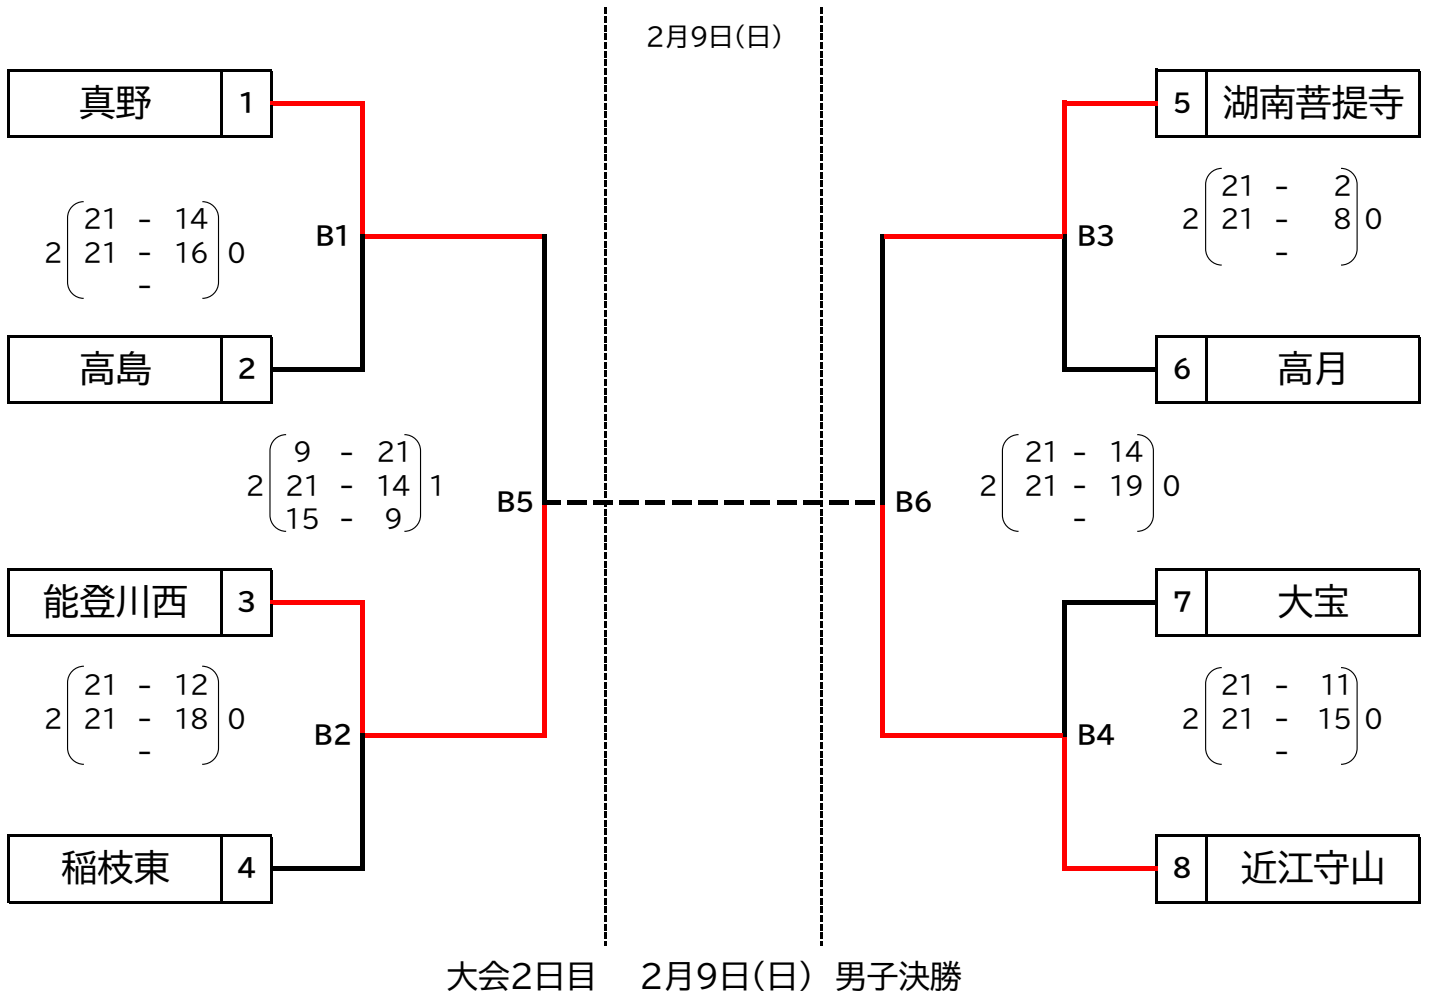 2月9日(日)
真野 1
21 - 14
2 21 - 16 0
-
B1
高島 2
9 - 21
2 21 - 14 1
15 - 9
B5
能登川西 3
21 - 12
2 21 - 18 0
-
B2
稲枝東 4
5 湖南菩提寺
21 - 2
2 21 - 8 0
-
B3
6 高月
21 - 14
2 21 - 19 0
-
B6
7 大宝
21 - 11
2 21 - 15 0
-
B4
8 近江守山
大会2日目 2月9日(日) 男子決勝